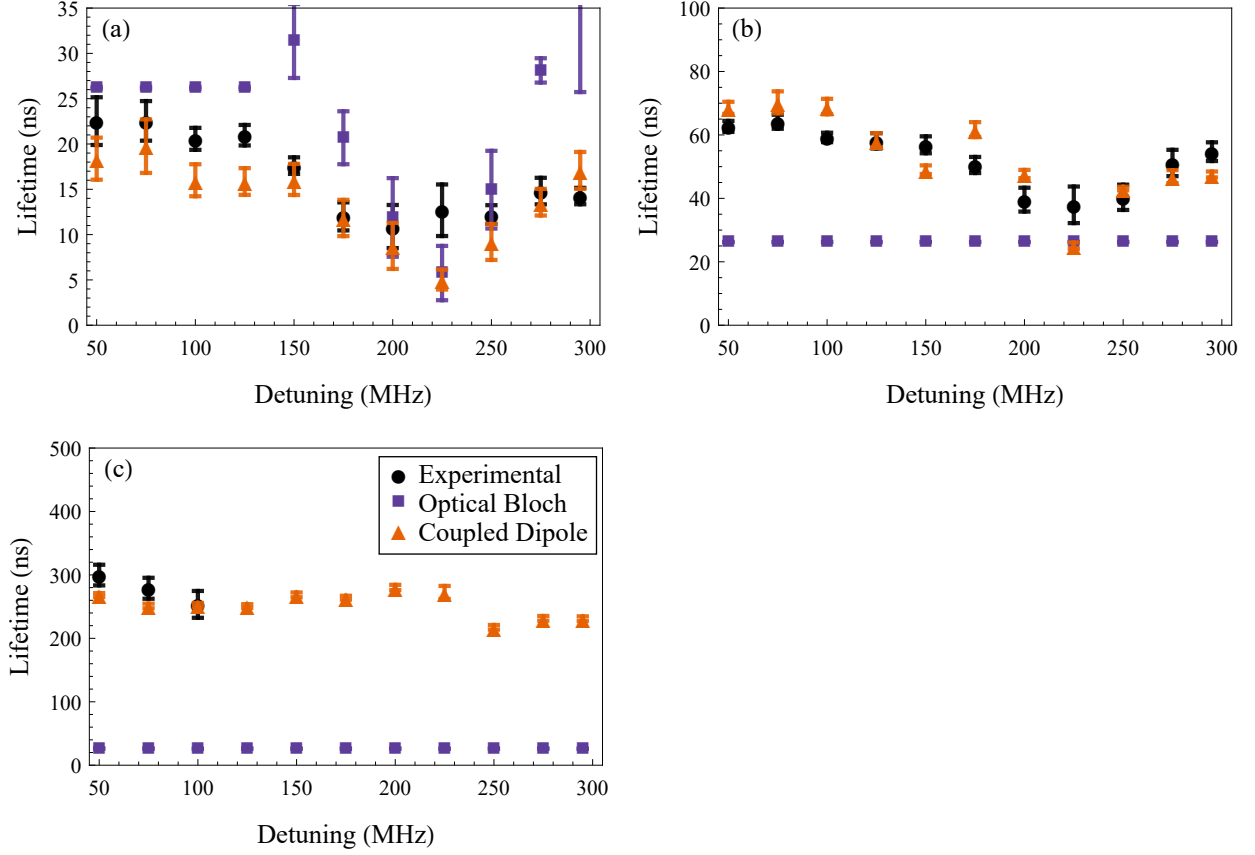 (a)
Lifetime (ns)
35
30
25
20
15
10
5
0
50 100 150 200 250 300
Detuning (MHz)
(b)
Lifetime (ns)
100
80
60
40
20
0
50 100 150 200 250 300
Detuning (MHz)
(c)
Lifetime (ns)
500
400
300
200
100
0
50 100 150 200 250 300
Detuning (MHz)
Experimental
Optical Bloch
Coupled Dipole